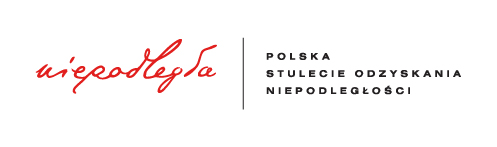 niepodległa
POLSKA
STULECIE ODZYSKANIA
NIEPODLEGŁOŚCI